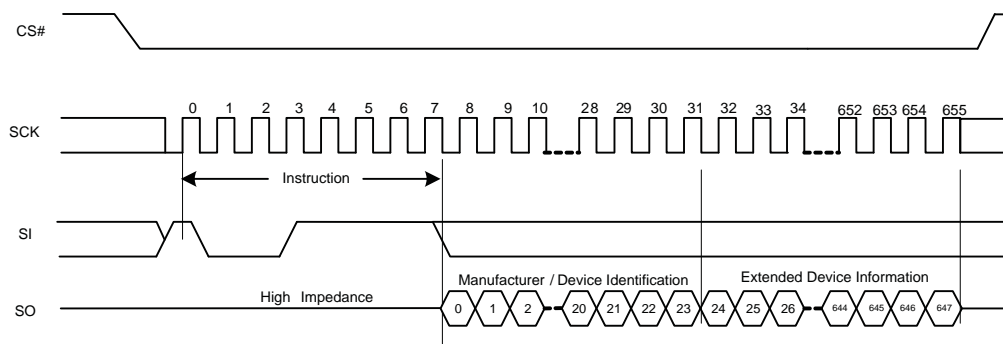 CS#
SCK
0 1 2 3 4 5 6 7 8 9 10 28 29 30 31 32 33 34 652 653 654 655
Instruction
SI
SO
High Impedance
Manufacturer / Device Identification
Extended Device Information
0 1 2 20 21 22 23 24 25 26 644 645 646 647